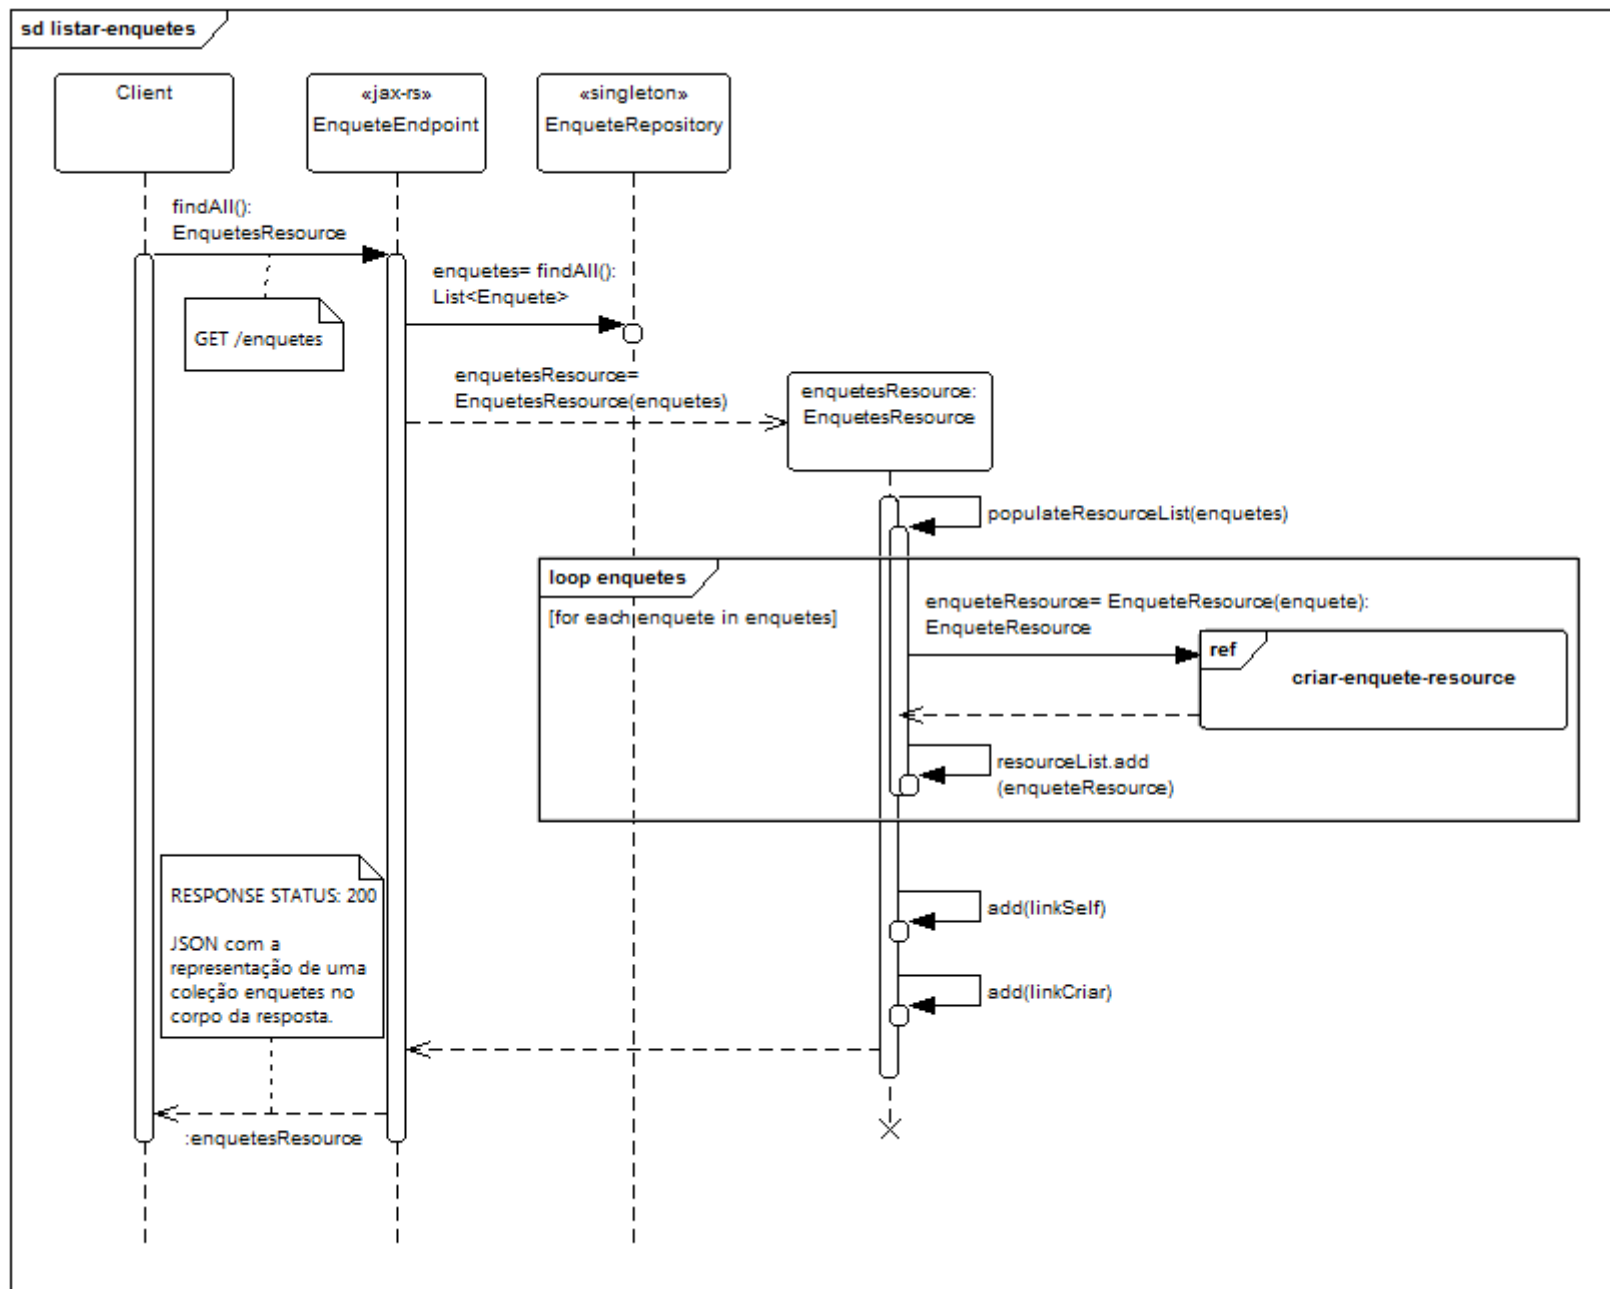 sd listar-enquetes
Client
«jax-rs»
EnqueteEndpoint
«singleton»
EnqueteRepository
findAll():
EnquetesResource
enquetes= findAll():
List<Enquete>
GET /enquetes
enquetesResource=
EnquetesResource(enquetes)
enquetesResource:
EnquetesResource
populateResourceList(enquetes)
loop enquetes
[for each enquete in enquetes]
enqueteResource= EnqueteResource(enquete):
EnqueteResource
ref
criar-enquete-resource
resourceList.add
(enqueteResource)
RESPONSE STATUS: 200
JSON com a
representação de uma
coleção enquetes no
corpo da resposta.
add(linkSelf)
add(linkCriar)
:enquetesResource